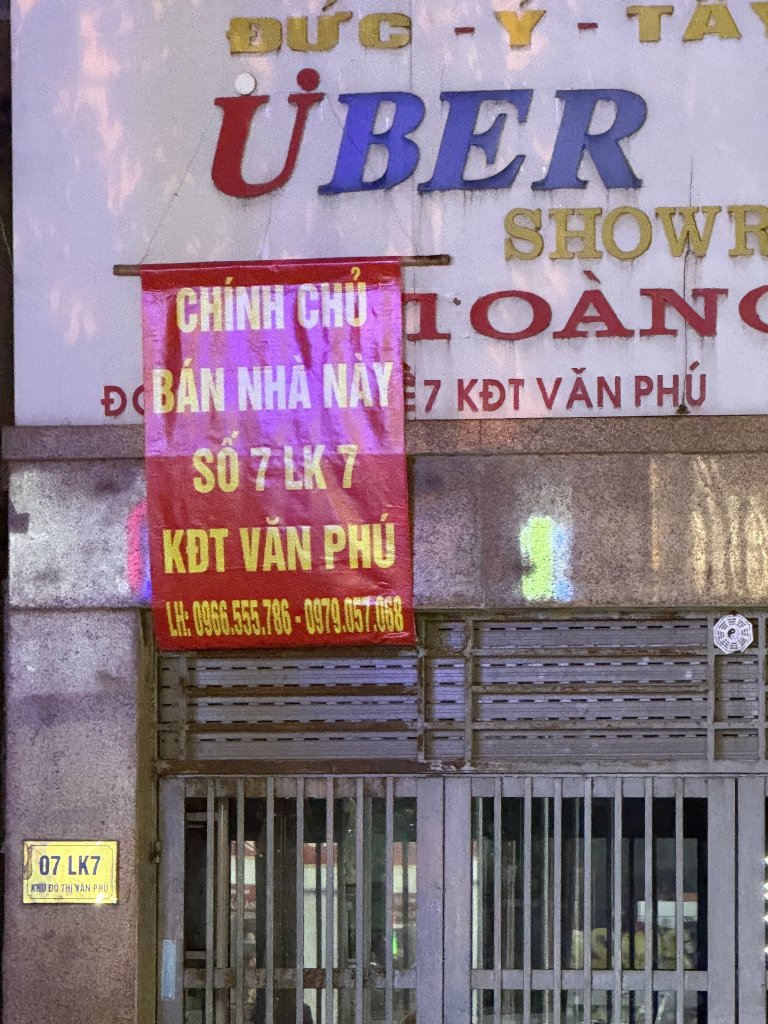 ĐỨC - Ý - TÂY
ÜBER
SHOWR
HOÀNG
CHÍNH CHỦ
BÁN NHÀ NÀY
SỐ 7 LK 7
KĐT VĂN PHÚ
LH: 0966.555.786 - 0979.057.068
7 KĐT VĂN PHÚ
07 LK7
KHU ĐÔ THỊ VĂN PHÚ